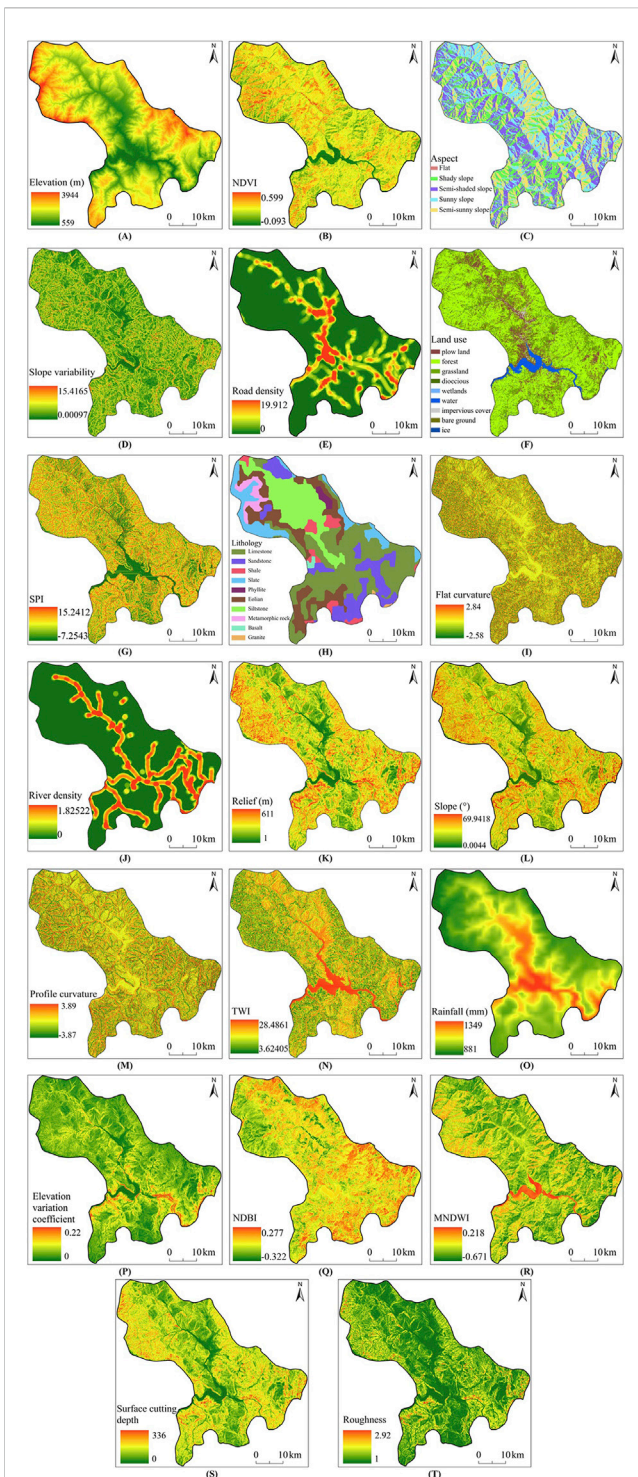 N
Elevation (m)
3944
559
0 10km
(A)
N
NDVI
0.599
-0.093
0 10km
(B)
N
Aspect
Flat
Shady slope
Semi-shaded slope
Sunny slope
Semi-sunny slope
0 10km
(C)
N
Slope variability
15.4165
0.00097
0 10km
(D)
N
Road density
19.912
0
0 10km
(E)
N
Land use
plow land
forest
grassland
dioocious
wetlands
water
impervious cover
bare ground
ice
0 10km
(F)
N
SPI
15.2412
-7.2543
0 10km
(G)
N
Lithology
Limestone
Sandstone
Shale
Slate
Phyllite
Eolian
Siltstone
Metamorphic rock
Basalt
Granite
0 10km
(H)
N
Flat curvature
2.84
-2.58
0 10km
(I)
N
River density
1.82522
0
0 10km
(J)
N
Relief (m)
611
1
0 10km
(K)
N
Slope (°)
69.9418
0.0044
0 10km
(L)
N
Profile curvature
3.89
-3.87
0 10km
(M)
N
TWI
28.4861
3.62405
0 10km
(N)
N
Rainfall (mm)
1349
881
0 10km
(O)
N
Elevation
variation
coefficient
0.22
0
0 10km
(P)
N
NDBI
0.277
-0.322
0 10km
(Q)
N
MNDWI
0.218
-0.671
0 10km
(R)
N
Surface cutting
depth
336
0
0 10km
(S)
N
Roughness
2.92
1
0 10km
(T)